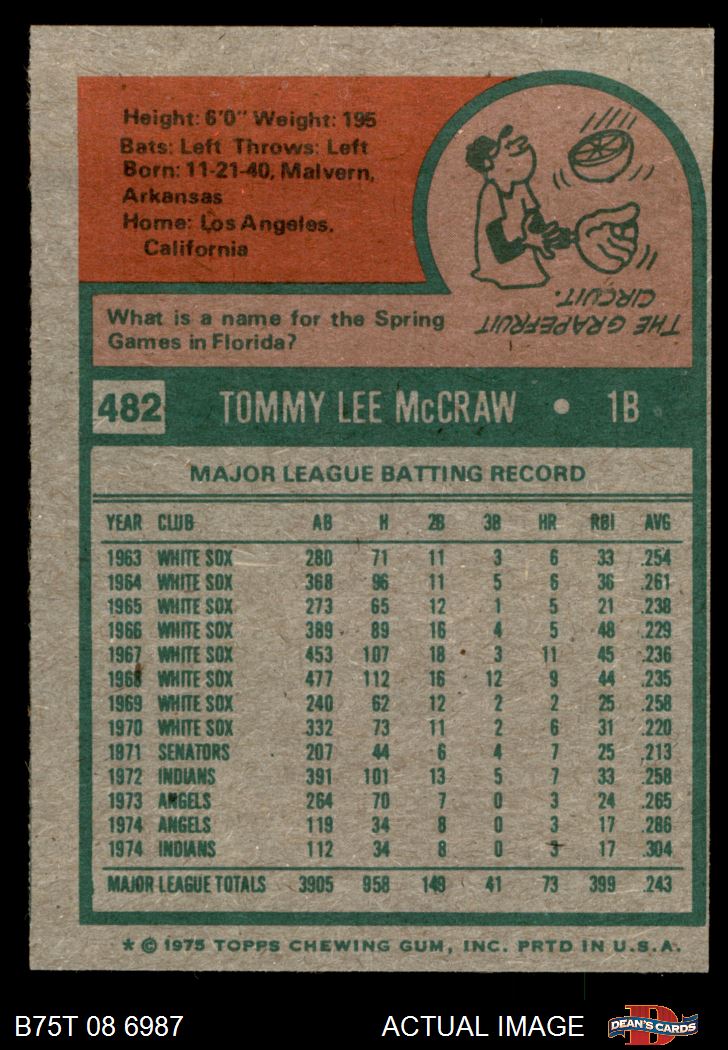 Height: 6'0" Weight: 195
Bats: Left Throws: Left
Born: 11-21-40, Malvern,
Arkansas
Home: Los Angeles,
California
What is a name for the Spring
Games in Florida?
THE GRAPEFRUIT
CIRCUIT.
482 TOMMY LEE McCRAW • 1B
MAJOR LEAGUE BATTING RECORD
YEAR CLUB AB H 2B 3B HR RBI AVG
1963 WHITE SOX 280 71 11 3 6 33 .254
1964 WHITE SOX 368 96 11 5 6 36 .261
1965 WHITE SOX 273 65 12 1 5 21 .238
1966 WHITE SOX 389 89 16 4 5 48 .229
1967 WHITE SOX 453 107 18 3 11 45 .236
1968 WHITE SOX 477 112 16 12 9 44 .235
1969 WHITE SOX 240 62 12 2 2 25 .258
1970 WHITE SOX 332 73 11 2 6 31 .220
1971 SENATORS 207 44 6 4 7 25 .213
1972 INDIANS 391 101 13 5 7 33 .258
1973 ANGELS 264 70 7 0 3 24 .265
1974 ANGELS 119 34 8 0 3 17 .286
1974 INDIANS 112 34 8 0 3 17 .304
MAJOR LEAGUE TOTALS 3905 958 149 41 73 399 .243
* © 1975 TOPPS CHEWING GUM, INC. PRTD IN U.S.A.
B75T 08 6987 ACTUAL IMAGE
D
DEAN'S CARDS